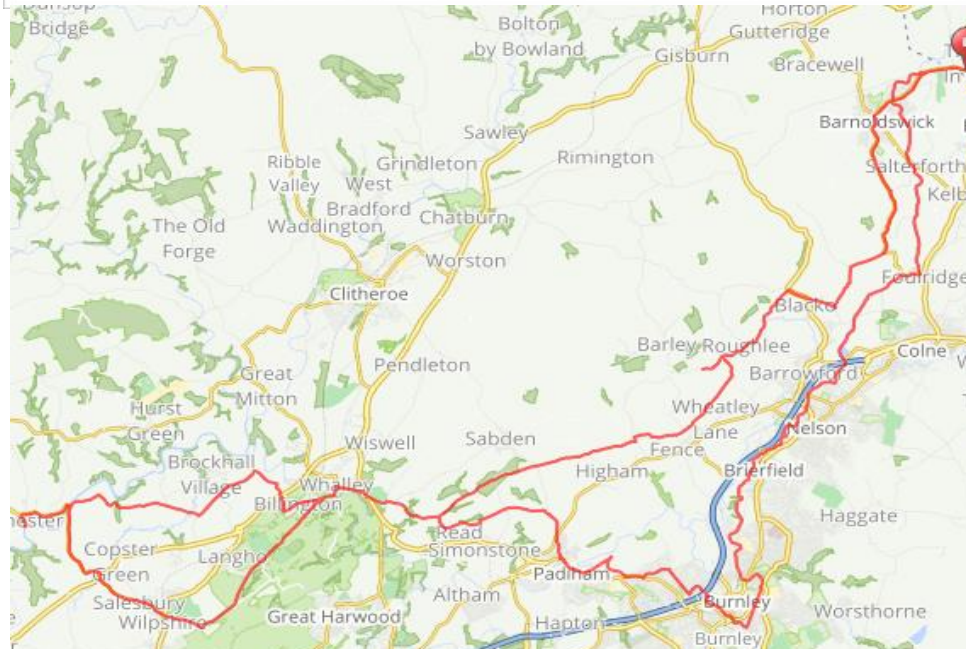 Bridge
Bolton
by Bowland
Horton
Gutteridge
Gisburn
Bracewell
Barnoldswick
Sawley
Rimington
Grindleton
Ribble
Valley
West
Bradford
Waddington
Chatburn
Salterforth
Kelb
The Old
Forge
Worston
Clitheroe
Foulridge
Blacko
Barley
Roughlee
Colne
Pendleton
Barrowford
Great
Mitton
Hurst
Green
Wheatley
Lane
Nelson
Wiswell
Sabden
Fence
Higham
Brierfield
Brockhall
Village
Whalley
Billington
Haggate
chester
Read
Simonstone
Copster
Green
Langho
Padiham
Altham
Salesbury
Wilpshire
Great Harwood
Hapton
Burnley
Burnley
Worsthorne